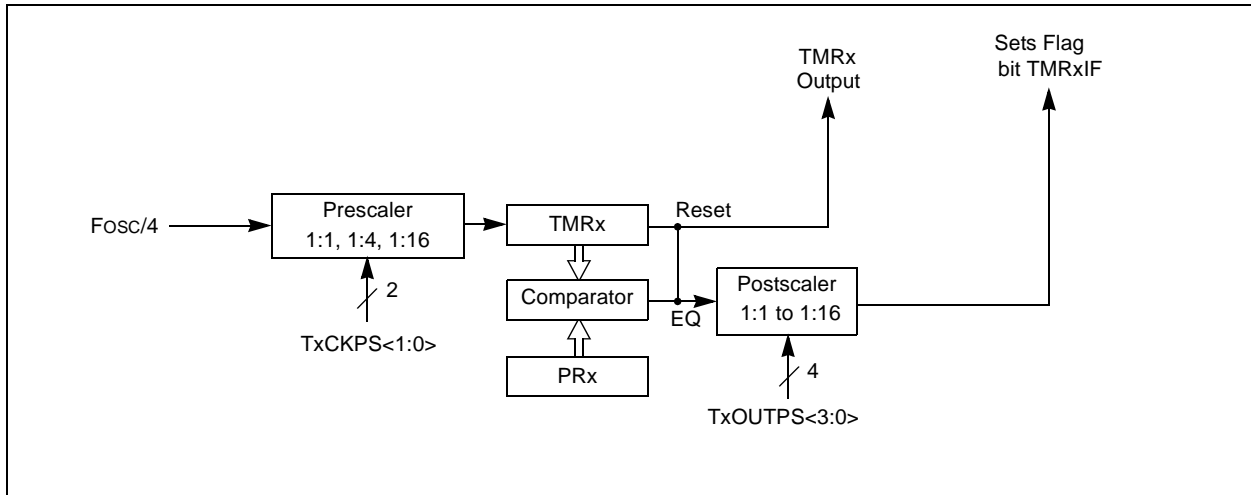 Sets Flag
bit TMRxIF
TMRx
Output
Fosc/4
Prescaler
1:1, 1:4, 1:16
2
TxCKPS<1:0>
TMRx
Reset
Comparator
EQ
PRx
Postscaler
1:1 to 1:16
4
TxOUTPS<3:0>